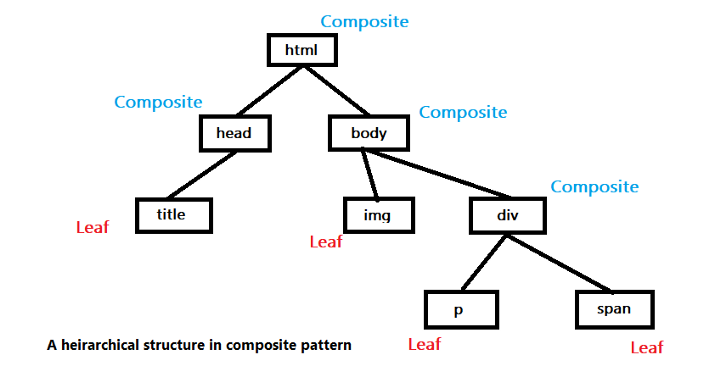 Composite
html
Composite
Composite
head
body
Composite
title
img
div
Leaf
Leaf
p
span
A heirarchical structure in composite pattern
Leaf
Leaf